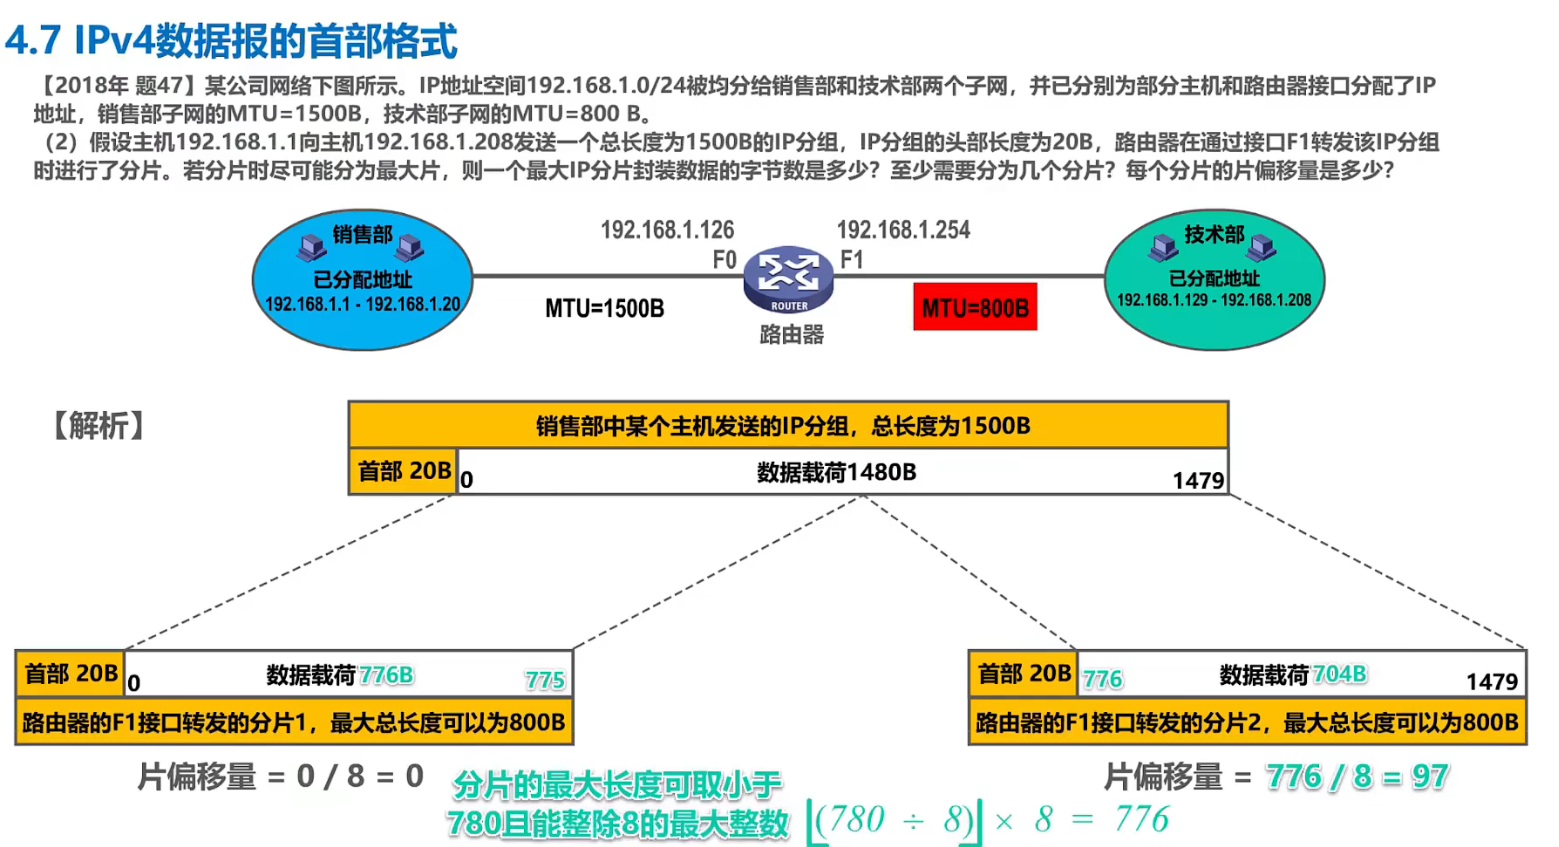 4.7 IPv4数据报的首部格式
【2018年 题47】某公司网络下图所示。IP地址空间192.168.1.0/24被均分给销售部和技术部两个子网，并已分别为部分主机和路由器接口分配了IP
地址，销售部子网的MTU=1500B，技术部子网的MTU=800 B。
（2）假设主机192.168.1.1向主机192.168.1.208发送一个总长度为1500B的IP分组，IP分组的头部长度为20B，路由器在通过接口F1转发该IP分组
时进行了分片。若分片时尽可能分为最大片，则一个最大IP分片封装数据的字节数是多少？至少需要分为几个分片？每个分片的片偏移量是多少？
销售部
已分配地址
192.168.1.1 - 192.168.1.20
192.168.1.126
F0
MTU=1500B
ROUTER
路由器
192.168.1.254
F1
MTU=800B
技术部
已分配地址
192.168.1.129 - 192.168.1.208
【解析】
销售部中某个主机发送的IP分组，总长度为1500B
首部 20B 0 数据载荷1480B 1479
首部 20B 0 数据载荷776B 775
路由器的F1接口转发的分片1，最大总长度可以为800B
片偏移量 = 0 / 8 = 0
首部 20B 776 数据载荷704B 1479
路由器的F1接口转发的分片2，最大总长度可以为800B
片偏移量 = 776 / 8 = 97
分片的最大长度可取小于
780且能整除8的最大整数 ⌊(780 ÷ 8)⌋ × 8 = 776